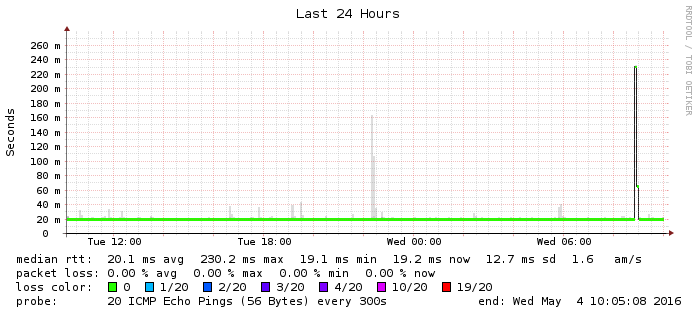 Last 24 Hours
RRDTOOL / TOBI OETIKER
Seconds
260 m
240 m
220 m
200 m
180 m
160 m
140 m
120 m
100 m
80 m
60 m
40 m
20 m
0
Tue 12:00 Tue 18:00 Wed 00:00 Wed 06:00
median rtt: 20.1 ms avg 230.2 ms max 19.1 ms min 19.2 ms now 12.7 ms sd 1.6 am/s
packet loss: 0.00 % avg 0.00 % max 0.00 % min 0.00 % now
loss color: 0 1/20 2/20 3/20 4/20 10/20 19/20
probe: 20 ICMP Echo Pings (56 Bytes) every 300s end: Wed May 4 10:05:08 2016